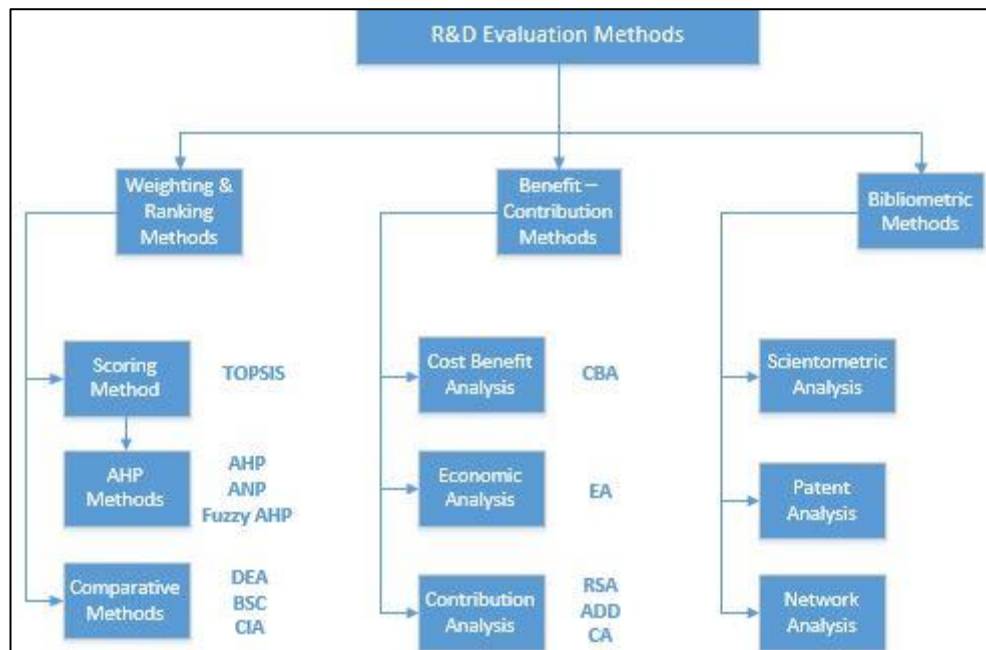 R&D Evaluation Methods
Weighting &
Ranking
Methods
Benefit –
Contribution
Methods
Bibliometric
Methods
Scoring
Method
TOPSIS
Cost Benefit
Analysis
CBA
Scientometric
Analysis
AHP
Methods
AHP
ANP
Fuzzy AHP
Economic
Analysis
EA
Patent
Analysis
Comparative
Methods
DEA
BSC
CIA
Contribution
Analysis
RSA
ADD
CA
Network
Analysis